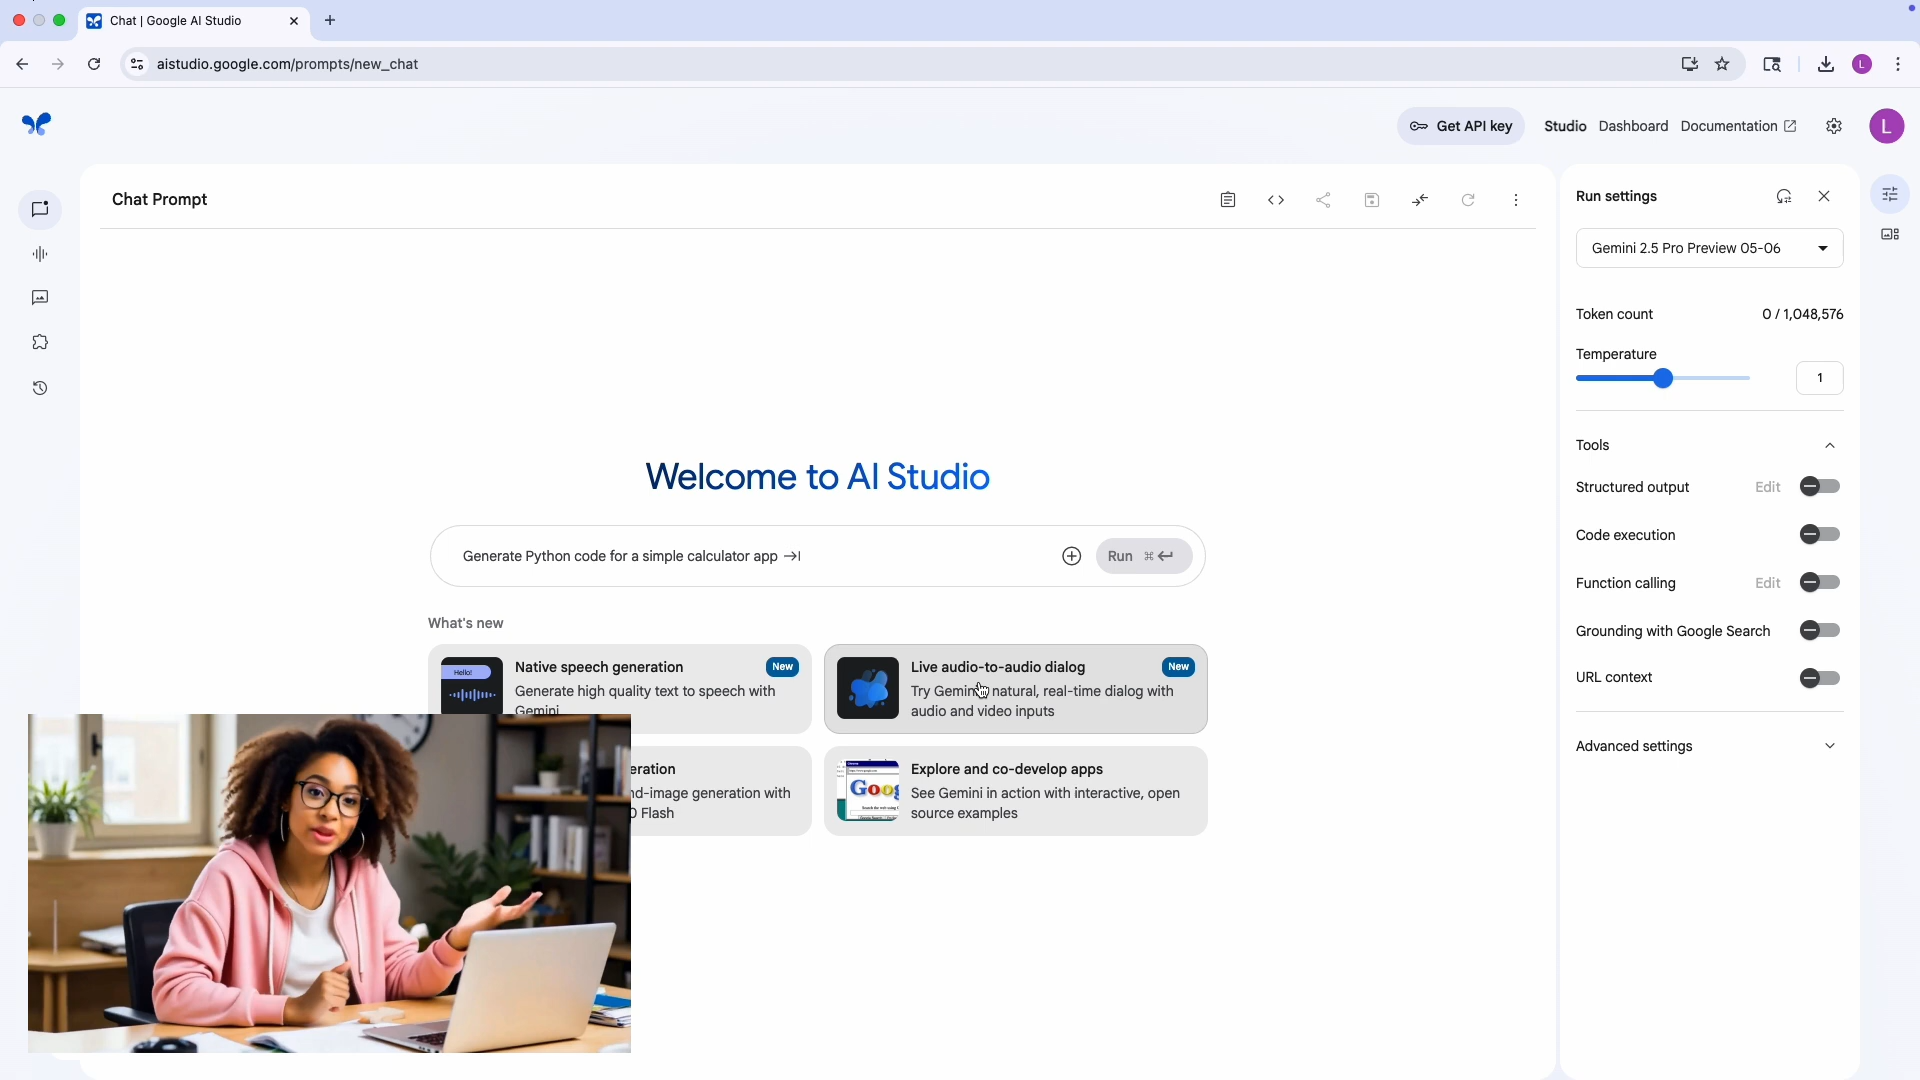 Chat | Google AI Studio
aistudio.google.com/prompts/new_chat
L
Get API key
Studio
Dashboard
Documentation
L
Chat Prompt
Welcome to AI Studio
Generate Python code for a simple calculator app
Run ⌘
What's new
Hello!
Native speech generation
New
Generate high quality text to speech with
Gemini
Live audio-to-audio dialog
New
Try Gemini natural, real-time dialog with
audio and video inputs
eration
nd-image generation with
0 Flash
Explore and co-develop apps
See Gemini in action with interactive, open
source examples
Run settings
Gemini 2.5 Pro Preview 05-06
Token count
0 / 1,048,576
Temperature
1
Tools
Structured output
Edit
Code execution
Function calling
Edit
Grounding with Google Search
URL context
Advanced settings